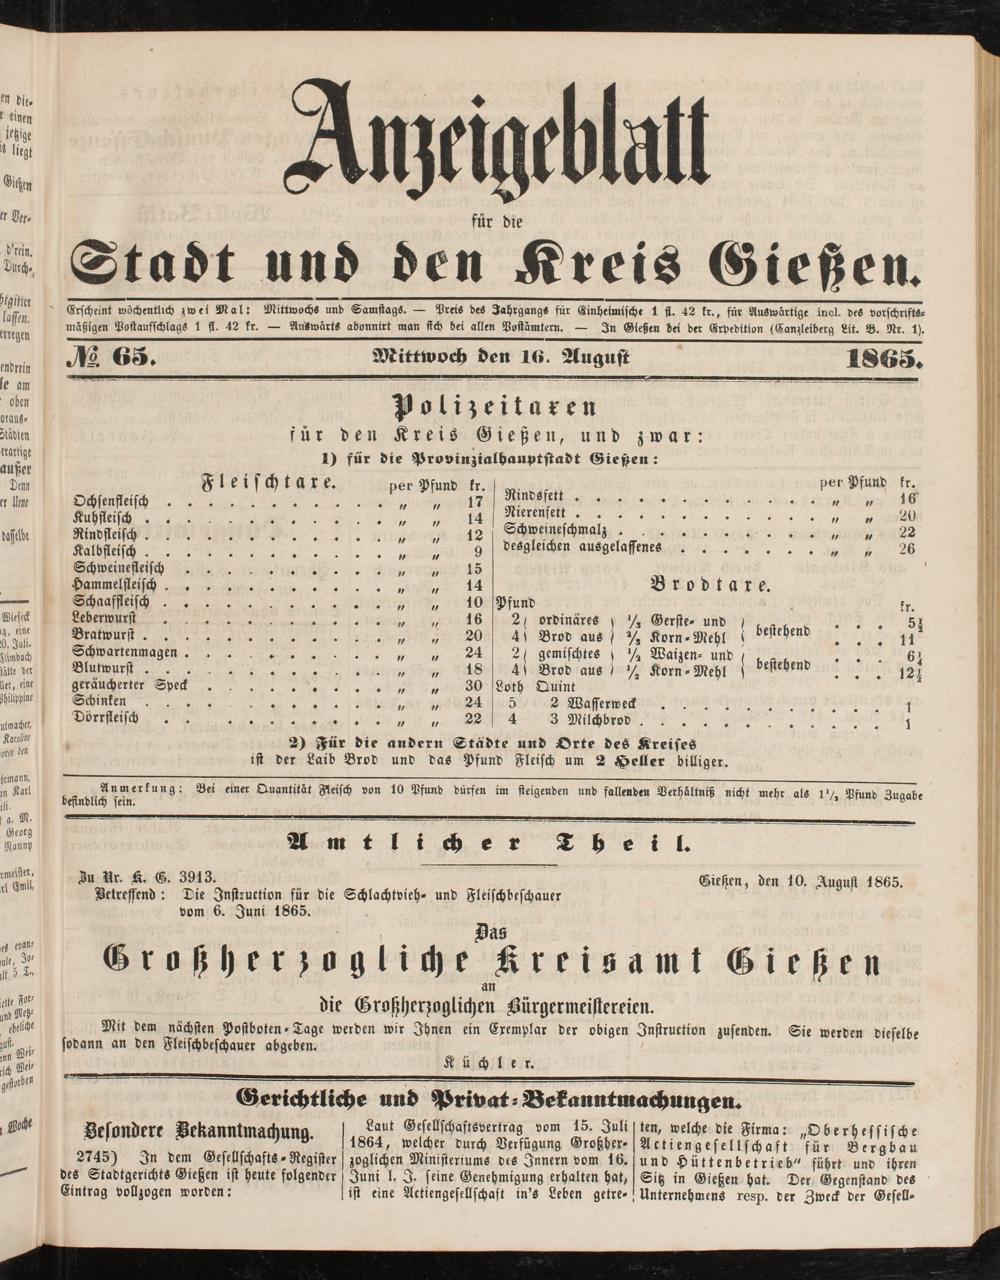 Anzeigeblatt
für die
Stadt und den Kreis Gießen.
Erscheint wöchentlich zwei Mal: Mittwochs und Samstags. — Preis des Jahrgangs für Einheimische 1 fl. 42 kr., für Auswärtige incl. des vorschrifts-
mäßigen Postaufschlags 1 fl. 42 kr. — Auswärts abonnirt man sich bei allen Postämtern. — In Gießen bei der Expedition (Canzleiberg Lit. B. Nr. 1).
№ 65. Mittwoch den 16. August 1865.
Polizeitaxen
für den Kreis Gießen, und zwar:
1) für die Provinzialhauptstadt Gießen:
Fleischtaxe. per Pfund kr.
Ochsenfleisch . . . . . . . . . . . „ „ 17
Kuhfleisch . . . . . . . . . . . „ „ 14
Rindfleisch . . . . . . . . . . . „ „ 12
Kalbfleisch . . . . . . . . . . . „ „ 9
Schweinefleisch . . . . . . . . . . „ „ 15
Hammelfleisch . . . . . . . . . . „ „ 14
Schaaffleisch . . . . . . . . . . „ „ 10
Leberwurst . . . . . . . . . . . „ „ 16
Bratwurst . . . . . . . . . . . „ „ 20
Schwartenmagen . . . . . . . . . . „ „ 24
Blutwurst . . . . . . . . . . . „ „ 18
geräucherter Speck . . . . . . . . . „ „ 30
Schinken . . . . . . . . . . . „ „ 24
Dörrfleisch . . . . . . . . . . . „ „ 22
per Pfund kr.
Rindsfett . . . . . . . . . . . „ „ 16
Nierenfett . . . . . . . . . . . „ „ 20
Schweineschmalz . . . . . . . . . . „ „ 22
desgleichen ausgelassenes . . . . . . . „ „ 26
Brodtaxe.
Pfund kr.
2 ordinäres ⅓ Gerste- und bestehend . . . 5½
4 Brod aus ⅔ Korn-Mehl . . . 11
2 gemischtes ½ Waizen- und bestehend . . . 6¼
4 Brod aus ½ Korn-Mehl . . . 12½
Loth Quint
5 2 Wasserweck . . . . . . . . . . 1
4 3 Milchbrod . . . . . . . . . . 1
2) Für die andern Städte und Orte des Kreises
ist der Laib Brod und das Pfund Fleisch um 2 Heller billiger.
Anmerkung: Bei einer Quantität Fleisch von 10 Pfund dürfen im steigenden und fallenden Verhältniß nicht mehr als 1½ Pfund Zugabe
befindlich sein.
Amtlicher Theil.
Zu Nr. K. G. 3913. Gießen, den 10. August 1865.
Betreffend: Die Instruction für die Schlachtvieh- und Fleischbeschauer
vom 6. Juni 1865.
Das
Großherzogliche Kreisamt Gießen
an
die Großherzoglichen Bürgermeistereien.
Mit dem nächsten Postboten-Tage werden wir Ihnen ein Exemplar der obigen Instruction zusenden. Sie werden dieselbe
sodann an den Fleischbeschauer abgeben.
Küchler.
Gerichtliche und Privat-Bekanntmachungen.
Besondere Bekanntmachung.
2745) In dem Gesellschafts-Register
des Stadtgerichts Gießen ist heute folgender
Eintrag vollzogen worden:
Laut Gesellschaftsvertrag vom 15. Juli
1864, welcher durch Verfügung Großher-
zoglichen Ministeriums des Innern vom 16.
Juni l. J. seine Genehmigung erhalten hat,
ist eine Actiengesellschaft in's Leben getre-
ten, welche die Firma: „Oberhessische
Actiengesellschaft für Bergbau
und Hüttenbetrieb“ führt und ihren
Sitz in Gießen hat. Der Gegenstand des
Unternehmens resp. der Zweck der Gesell-